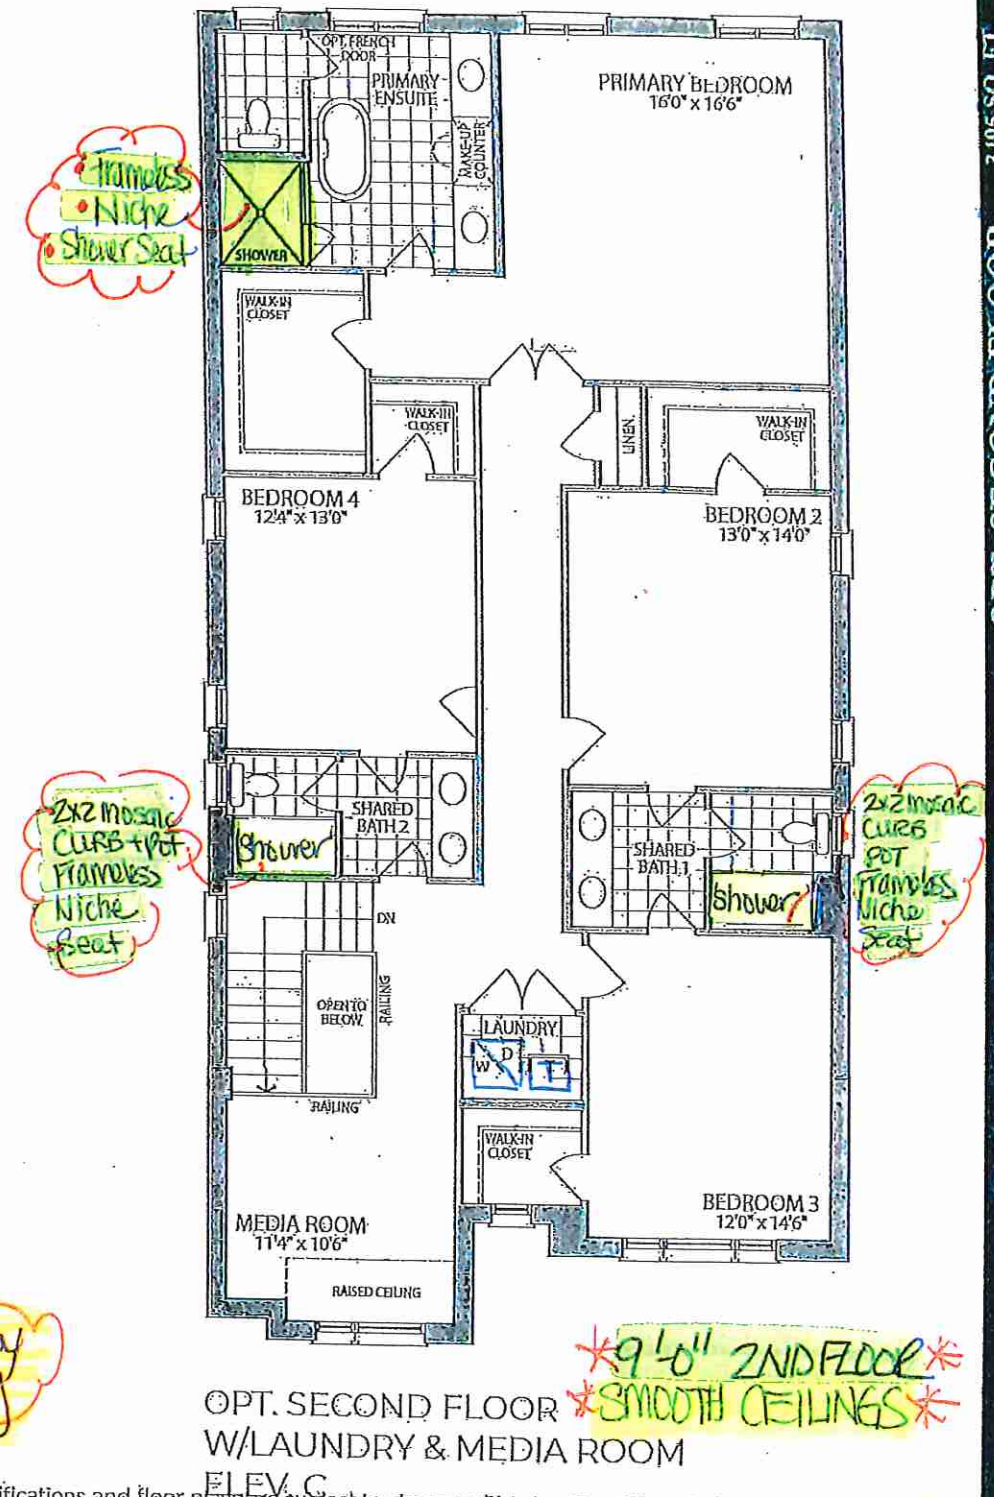 OPT. FRENCH
DOOR
PRIMARY
ENSUITE
MAKE-UP
COUNTER
PRIMARY BEDROOM
16'0" x 16'6"
• Frameless
• Niche
• Shower Seat
SHOWER
WALK-IN
CLOSET
WALK-IN
CLOSET
LINEN
WALK-IN
CLOSET
BEDROOM 4
12'4" x 13'0"
BEDROOM 2
13'0" x 14'0"
2x2 Mosaic
CURB + Pot
Frameless
Niche
Seat
Shower
SHARED
BATH 2
SHARED
BATH 1
Shower
2x2 Mosaic
CURB
POT
Frameless
Niche
Seat
DN
OPEN TO
BELOW
RAILING
RAILING
LAUNDRY
W D T
WALK-IN
CLOSET
BEDROOM 3
12'0" x 14'6"
MEDIA ROOM
11'4" x 10'6"
RAISED CEILING
*9'-0" 2ND FLOOR*
*SMOOTH CEILINGS*
OPT. SECOND FLOOR
W/LAUNDRY & MEDIA ROOM
ELEV. C